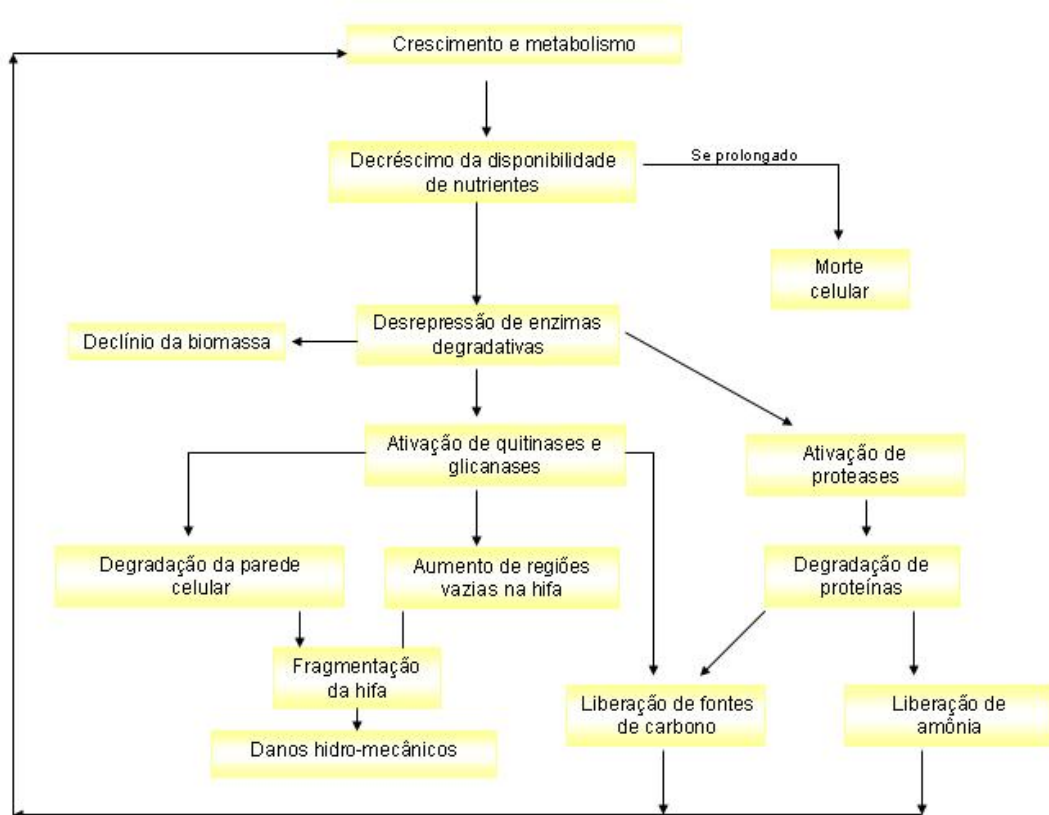 Crescimento e metabolismo
Decréscimo da disponibilidade
de nutrientes
Se prolongado
Morte
celular
Desrepressão de enzimas
degradativas
Declínio da biomassa
Ativação de quitinases e
glicanases
Ativação de
proteases
Degradação da parede
celular
Aumento de regiões
vazias na hifa
Degradação de
proteínas
Fragmentação
da hifa
Liberação de fontes
de carbono
Liberação de
amônia
Danos hidro-mecânicos